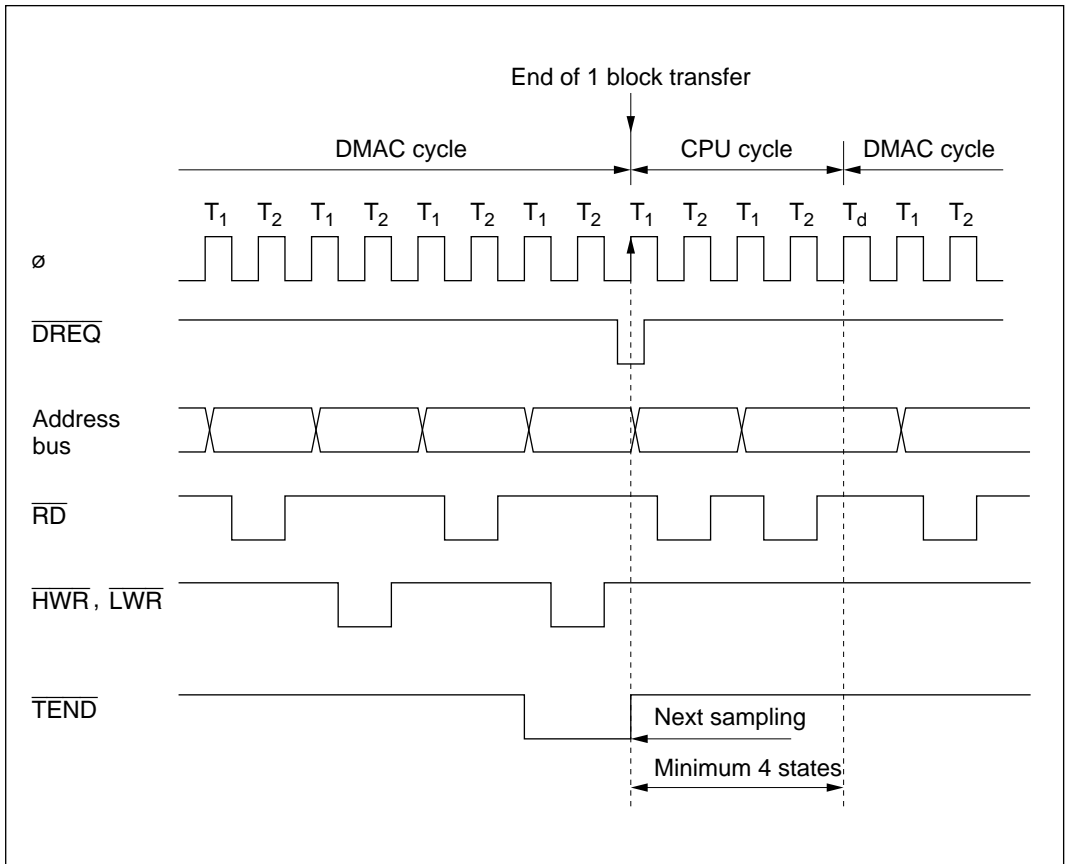 End of 1 block transfer
DMAC cycle CPU cycle DMAC cycle
T1 T2 T1 T2 T1 T2 T1 T2 T1 T2 T1 T2 Td T1 T2
ø
DREQ
Address
bus
RD
HWR, LWR
TEND
Next sampling
Minimum 4 states